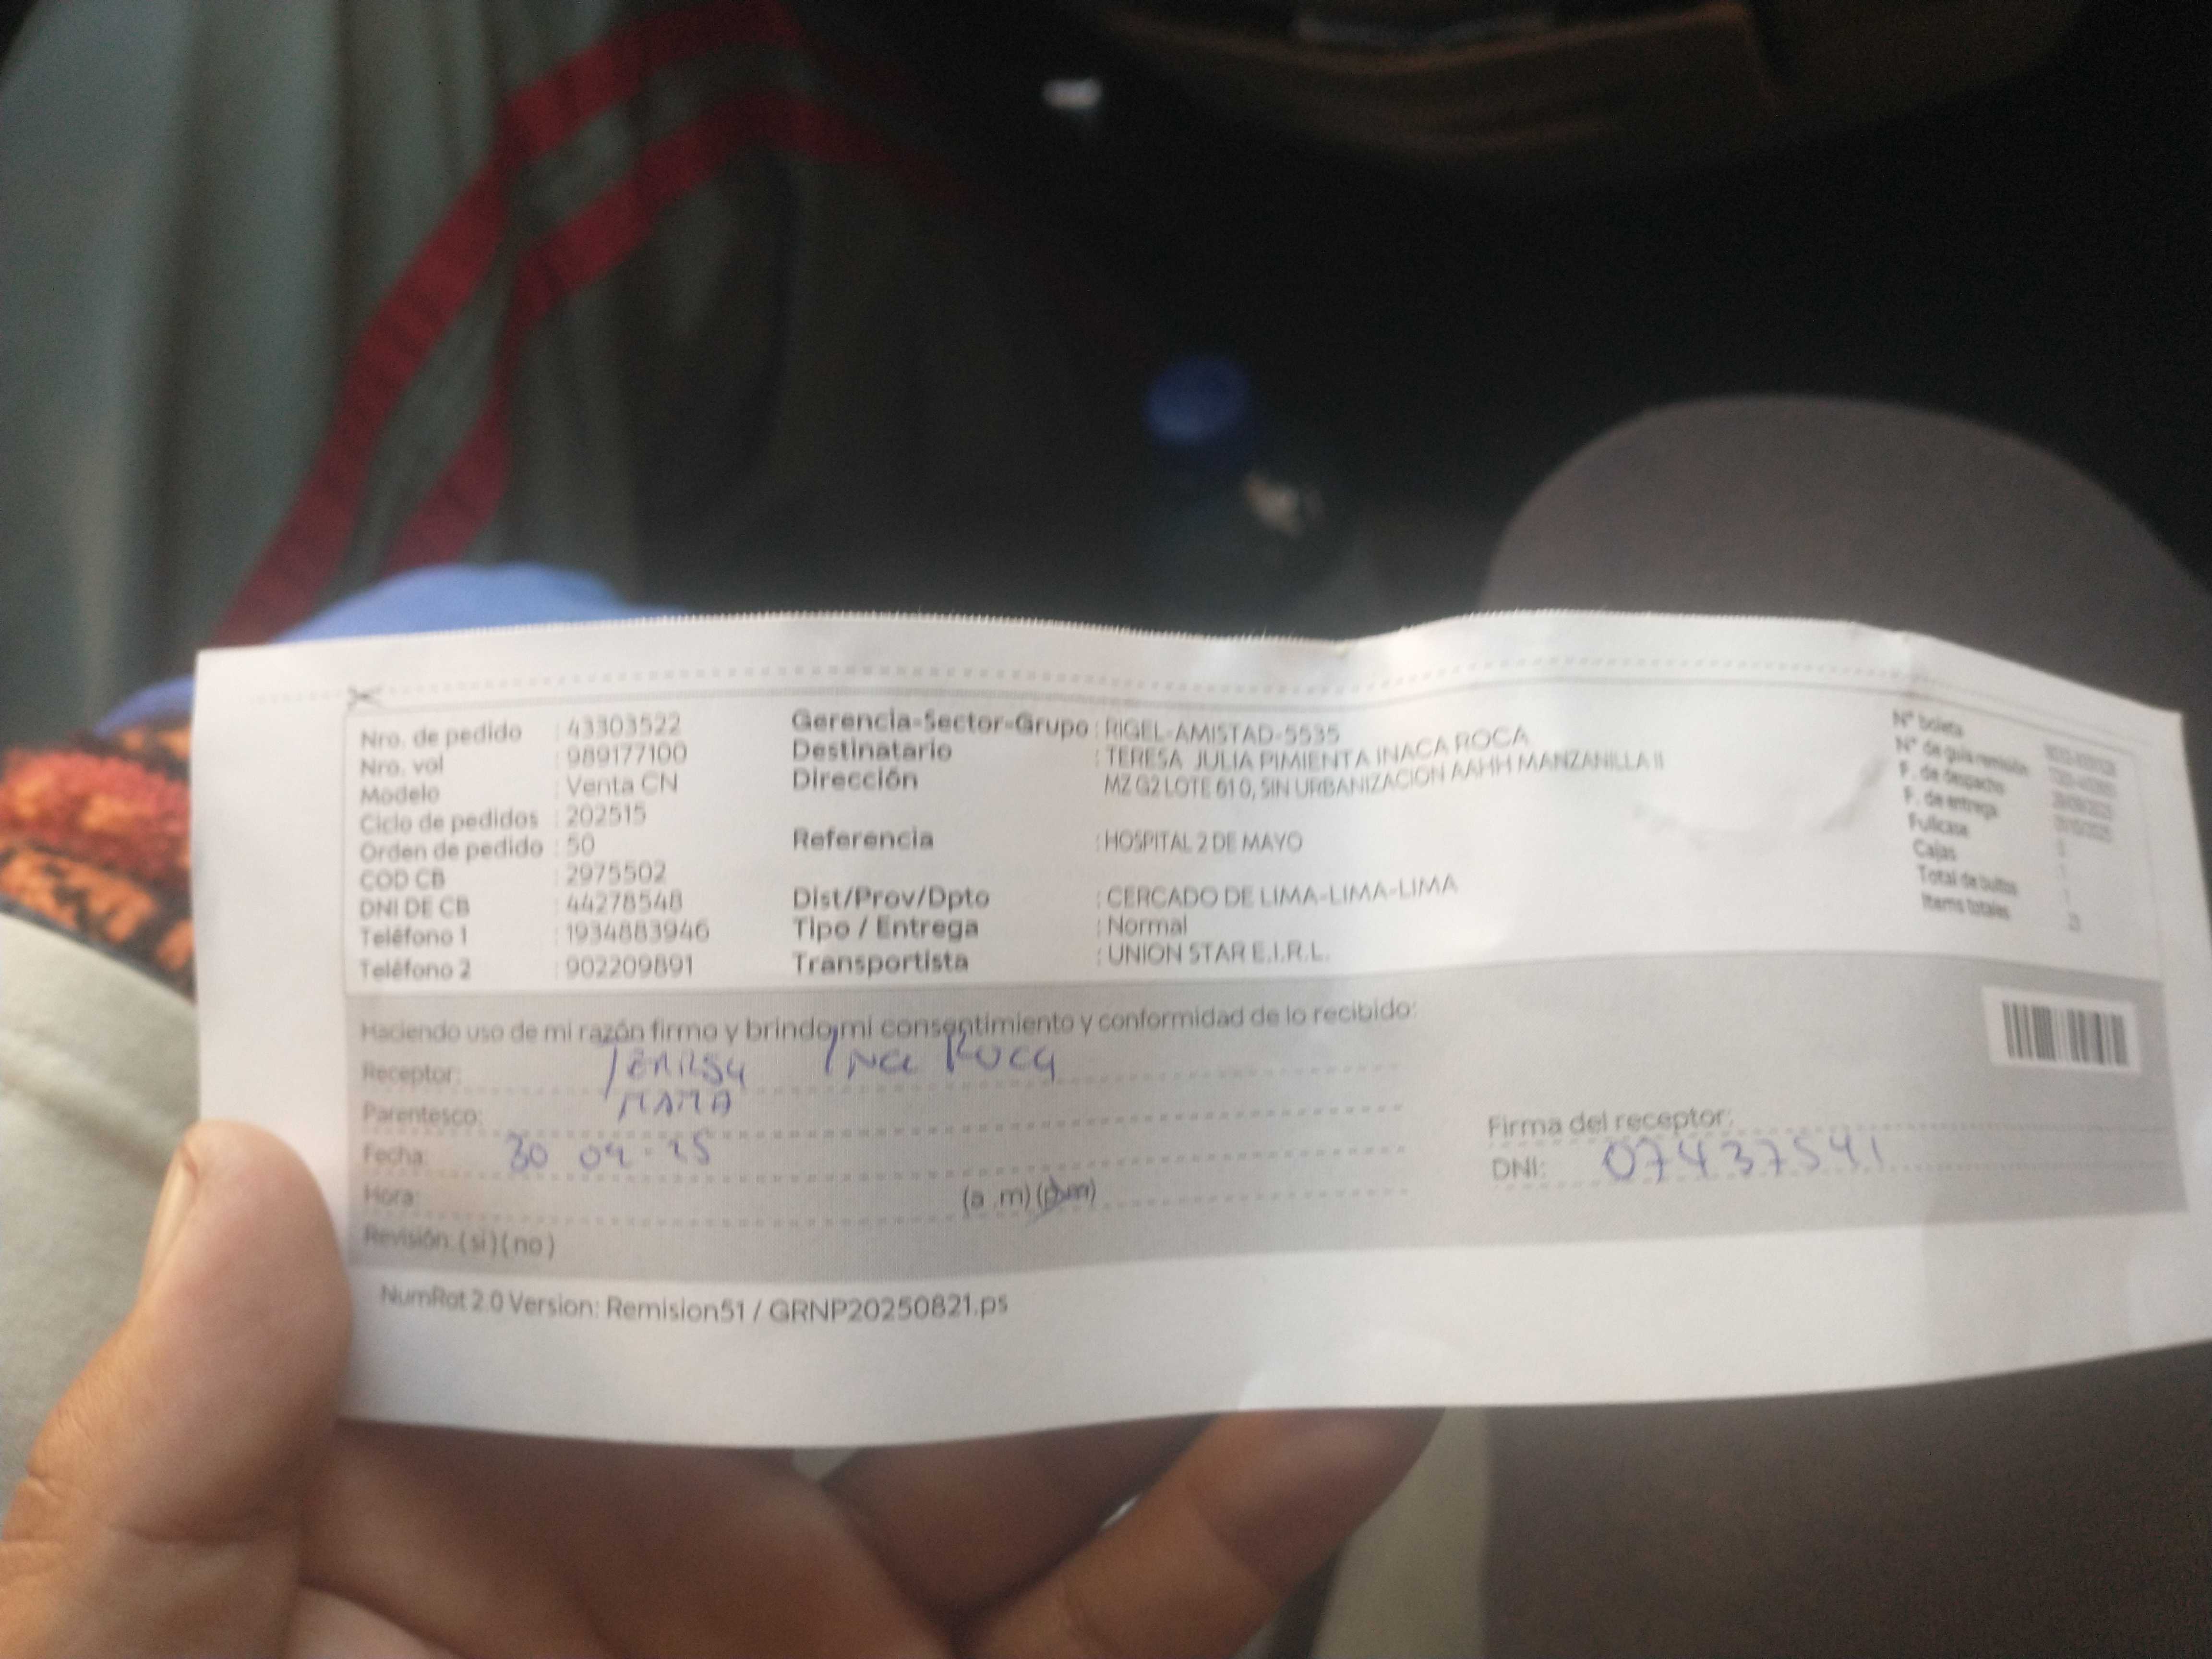 Nro. de pedido : 43303522
Nro. vol : 989177100
Modelo : Venta CN
Ciclo de pedidos : 202515
Orden de pedido : 50
COD CB : 2975502
DNI DE CB : 44278548
Teléfono 1 : 1934883946
Teléfono 2 : 902209891
Gerencia-Sector-Grupo : RIGEL-AMISTAD-5535
Destinatario : TERESA JULIA PIMIENTA INACA ROCA
Dirección MZ G2 LOTE 61 0, SIN URBANIZACION AAHH MANZANILLA II
Referencia : HOSPITAL 2 DE MAYO
Dist/Prov/Dpto : CERCADO DE LIMA-LIMA-LIMA
Tipo / Entrega : Normal
Transportista : UNION STAR E.I.R.L.
N° boleta
N° de guia remisión
F. de despacho
F. de entrega
Fullcase
Cajas
Total de bultos
Items totales
Haciendo uso de mi razón firmo y brindo mi consentimiento y conformidad de lo recibido:
Receptor:
Parentesco: MAMA
Fecha: 30 09 - 25
Hora: (a .m) (p.m)
Revisión: ( si ) ( no )
Firma del receptor:
DNI: 07437541
NumRot 2.0 Version: Remision51 / GRNP20250821.ps